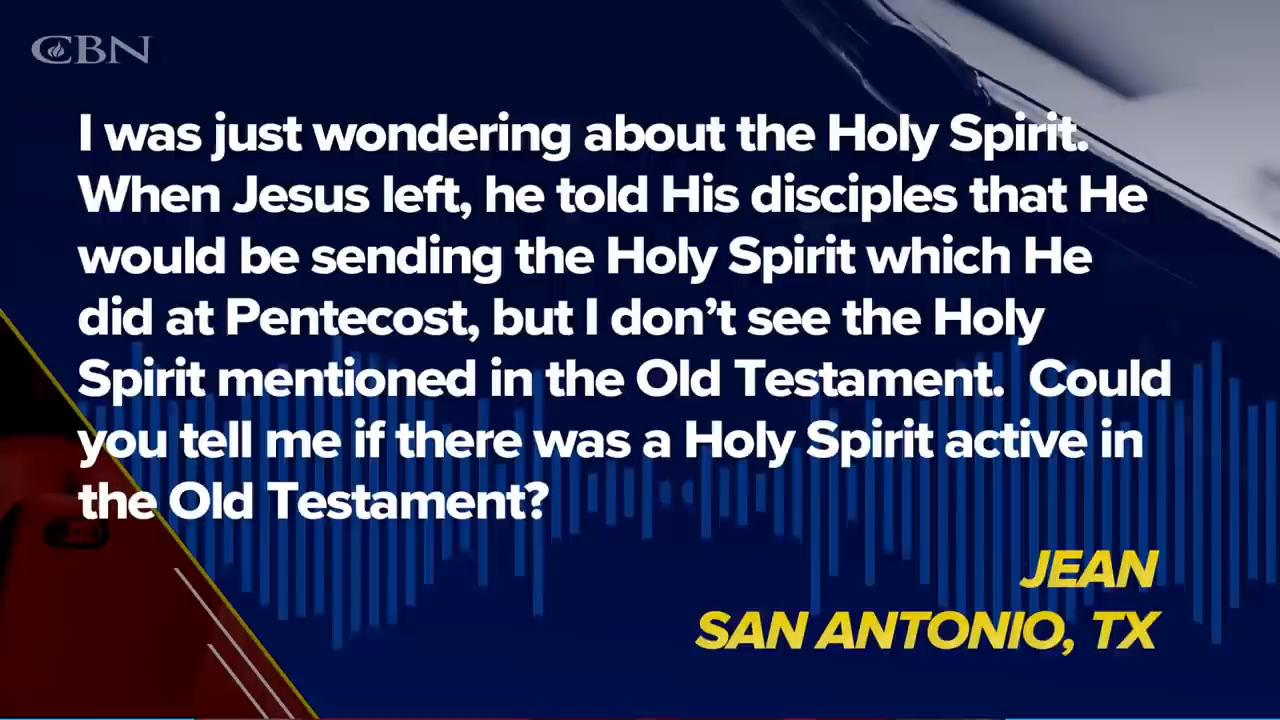 CBN
I was just wondering about the Holy Spirit.
When Jesus left, he told His disciples that He
would be sending the Holy Spirit which He
did at Pentecost, but I don’t see the Holy
Spirit mentioned in the Old Testament.  Could
you tell me if there was a Holy Spirit active in
the Old Testament?
JEAN
SAN ANTONIO, TX